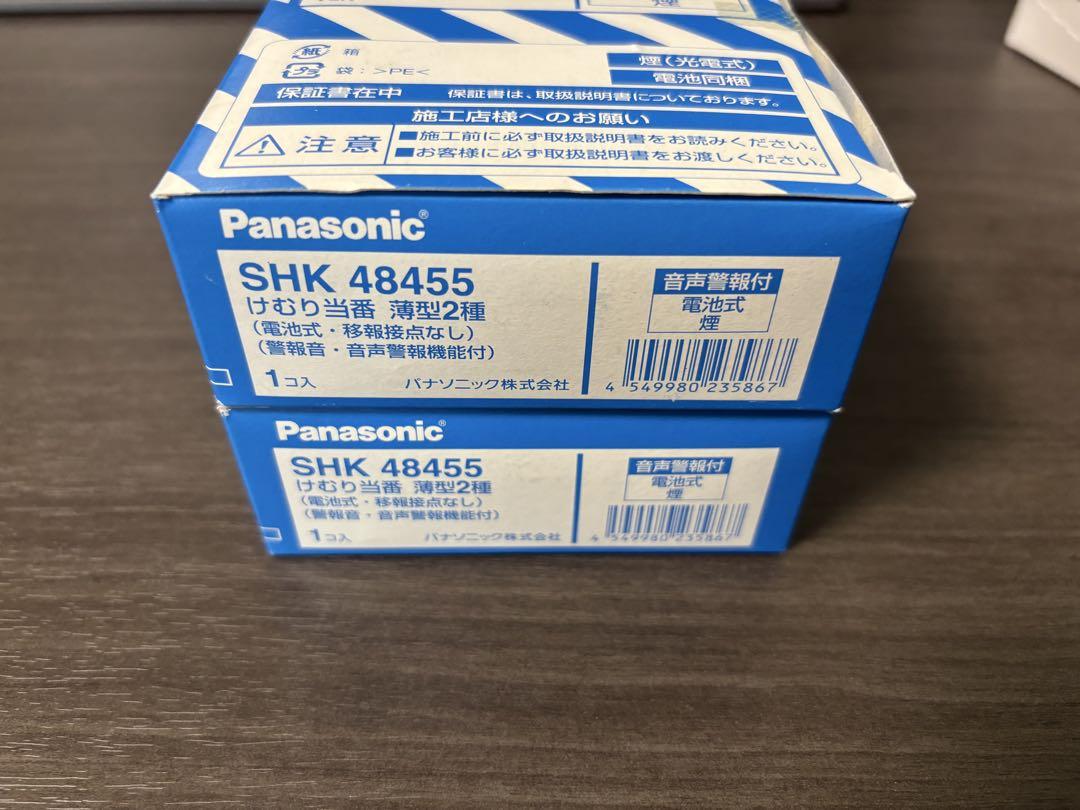 煙
紙 箱
プラ 袋：>PE<
煙(光電式)
電池同梱
保証書在中 保証書は、取扱説明書についております。
施工店様へのお願い
注意
■施工前に必ず取扱説明書をお読みください。
■お客様に必ず取扱説明書をお渡しください。
Panasonic®
SHK 48455
けむり当番 薄型2種
(電池式・移報接点なし)
(警報音・音声警報機能付)
1コ入
パナソニック株式会社
音声警報付
電池式
煙
4 549980 235867
Panasonic®
SHK 48455
けむり当番 薄型2種
(電池式・移報接点なし)
(警報音・音声警報機能付)
1コ入
パナソニック株式会社
音声警報付
電池式
煙
4 549980 235867